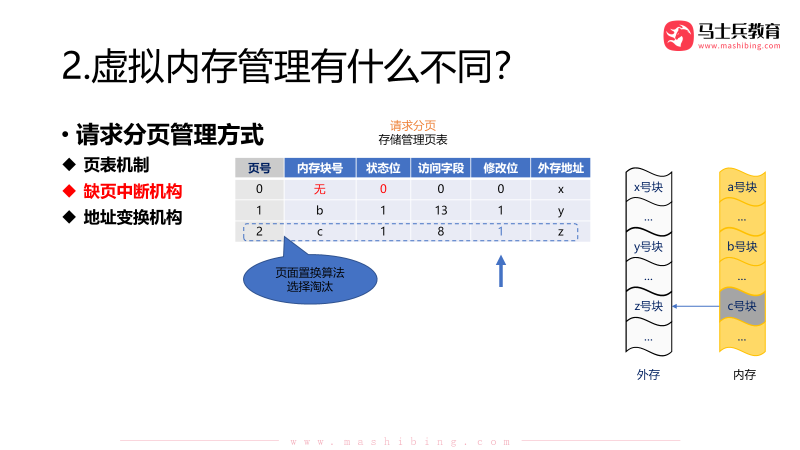 马士兵教育
www.mashibing.com
2.虚拟内存管理有什么不同?
• 请求分页管理方式
◆ 页表机制
◆ 缺页中断机构
◆ 地址变换机构
请求分页
存储管理页表
页号 内存块号 状态位 访问字段 修改位 外存地址
0 无 0 0 0 x
1 b 1 13 1 y
2 c 1 8 1 z
页面置换算法
选择淘汰
x号块 a号块
... ...
y号块 b号块
... ...
z号块 c号块
... ...
外存 内存
www.mashibing.com